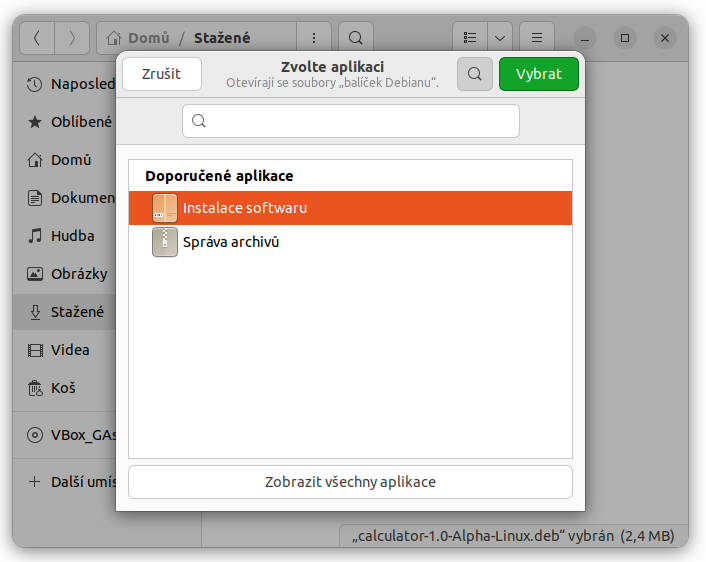 Domů / Stažené
Zrušit
Zvolte aplikaci
Otevírají se soubory „balíček Debianu“.
Vybrat
Naposled
Oblíbené
Domů
Dokumen
Hudba
Obrázky
Stažené
Videa
Koš
VBox_GAs
Další umís
Doporučené aplikace
Instalace softwaru
Správa archivů
Zobrazit všechny aplikace
„calculator-1.0-Alpha-Linux.deb“ vybrán (2,4 MB)